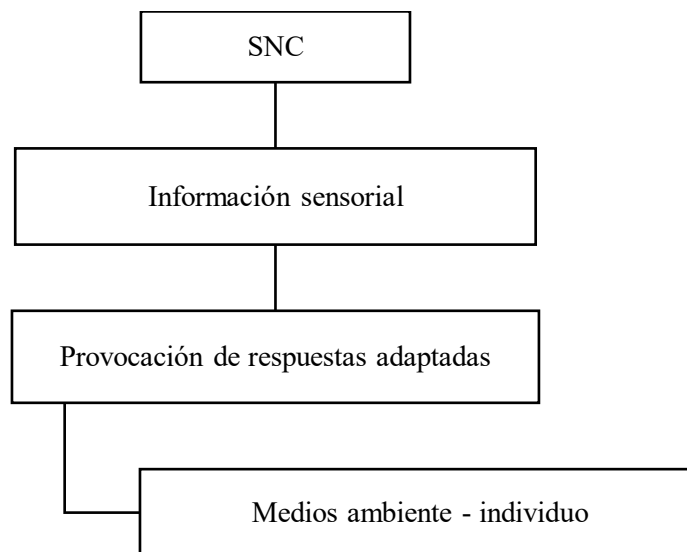 SNC
Información sensorial
Provocación de respuestas adaptadas
Medios ambiente - individuo